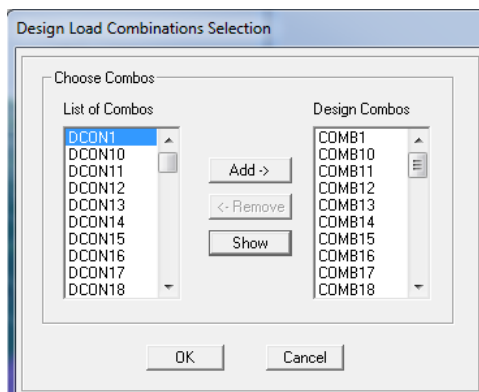 Design Load Combinations Selection
Choose Combos
List of Combos
DCON1
DCON10
DCON11
DCON12
DCON13
DCON14
DCON15
DCON16
DCON17
DCON18
Add ->
<- Remove
Show
Design Combos
COMB1
COMB10
COMB11
COMB12
COMB13
COMB14
COMB15
COMB16
COMB17
COMB18
OK
Cancel